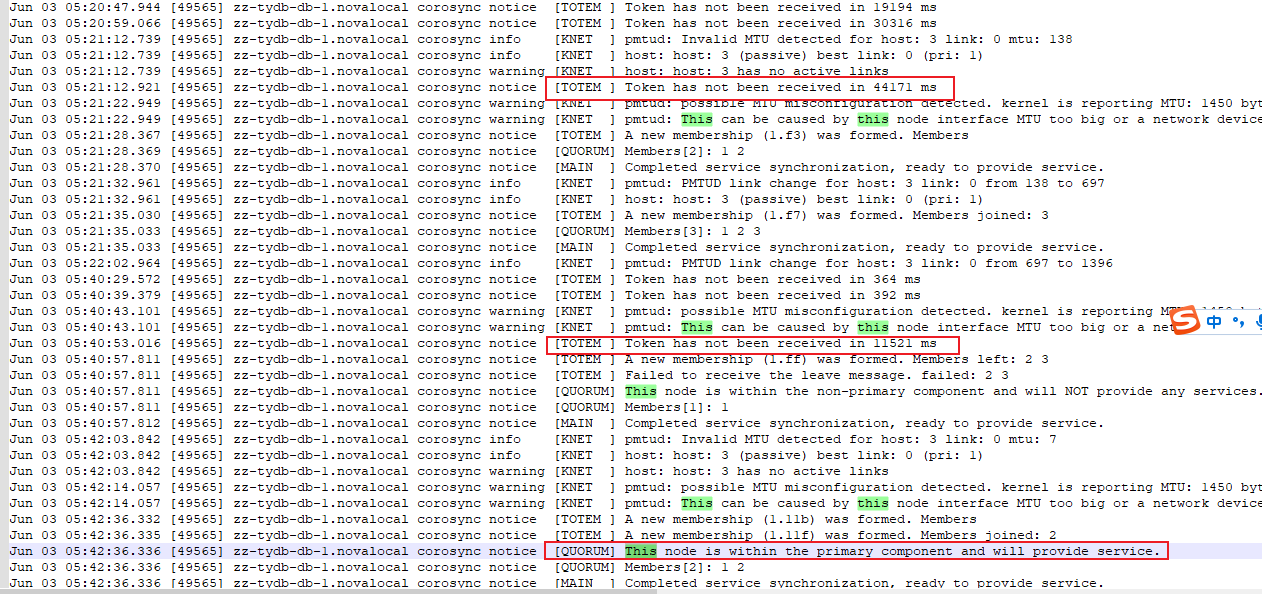 Jun 03 05:20:47.944 [49565] zz-tydb-db-1.novalocal corosync notice  [TOTEM ] Token has not been received in 19194 ms
Jun 03 05:20:59.066 [49565] zz-tydb-db-1.novalocal corosync notice  [TOTEM ] Token has not been received in 30316 ms
Jun 03 05:21:12.739 [49565] zz-tydb-db-1.novalocal corosync info    [KNET  ] pmtud: Invalid MTU detected for host: 3 link: 0 mtu: 138
Jun 03 05:21:12.739 [49565] zz-tydb-db-1.novalocal corosync info    [KNET  ] host: host: 3 (passive) best link: 0 (pri: 1)
Jun 03 05:21:12.739 [49565] zz-tydb-db-1.novalocal corosync warning [KNET  ] host: host: 3 has no active links
Jun 03 05:21:12.921 [49565] zz-tydb-db-1.novalocal corosync notice  [TOTEM ] Token has not been received in 44171 ms
Jun 03 05:21:22.949 [49565] zz-tydb-db-1.novalocal corosync warning [KNET  ] pmtud: possible MTU misconfiguration detected. kernel is reporting MTU: 1450 byt
Jun 03 05:21:22.949 [49565] zz-tydb-db-1.novalocal corosync warning [KNET  ] pmtud: This can be caused by this node interface MTU too big or a network device
Jun 03 05:21:28.367 [49565] zz-tydb-db-1.novalocal corosync notice  [TOTEM ] A new membership (1.f3) was formed. Members
Jun 03 05:21:28.369 [49565] zz-tydb-db-1.novalocal corosync notice  [QUORUM] Members[2]: 1 2
Jun 03 05:21:28.370 [49565] zz-tydb-db-1.novalocal corosync notice  [MAIN  ] Completed service synchronization, ready to provide service.
Jun 03 05:21:32.961 [49565] zz-tydb-db-1.novalocal corosync info    [KNET  ] pmtud: PMTUD link change for host: 3 link: 0 from 138 to 697
Jun 03 05:21:32.961 [49565] zz-tydb-db-1.novalocal corosync info    [KNET  ] host: host: 3 (passive) best link: 0 (pri: 1)
Jun 03 05:21:35.030 [49565] zz-tydb-db-1.novalocal corosync notice  [TOTEM ] A new membership (1.f7) was formed. Members joined: 3
Jun 03 05:21:35.033 [49565] zz-tydb-db-1.novalocal corosync notice  [QUORUM] Members[3]: 1 2 3
Jun 03 05:21:35.033 [49565] zz-tydb-db-1.novalocal corosync notice  [MAIN  ] Completed service synchronization, ready to provide service.
Jun 03 05:22:02.964 [49565] zz-tydb-db-1.novalocal corosync info    [KNET  ] pmtud: PMTUD link change for host: 3 link: 0 from 697 to 1396
Jun 03 05:40:29.572 [49565] zz-tydb-db-1.novalocal corosync notice  [TOTEM ] Token has not been received in 364 ms
Jun 03 05:40:39.379 [49565] zz-tydb-db-1.novalocal corosync notice  [TOTEM ] Token has not been received in 392 ms
Jun 03 05:40:43.101 [49565] zz-tydb-db-1.novalocal corosync warning [KNET  ] pmtud: possible MTU misconfiguration detected. kernel is reporting MTU: 1450 byt
Jun 03 05:40:43.101 [49565] zz-tydb-db-1.novalocal corosync warning [KNET  ] pmtud: This can be caused by this node interface MTU too big or a net
S 中
Jun 03 05:40:53.016 [49565] zz-tydb-db-1.novalocal corosync notice  [TOTEM ] Token has not been received in 11521 ms
Jun 03 05:40:57.811 [49565] zz-tydb-db-1.novalocal corosync notice  [TOTEM ] A new membership (1.ff) was formed. Members left: 2 3
Jun 03 05:40:57.811 [49565] zz-tydb-db-1.novalocal corosync notice  [TOTEM ] Failed to receive the leave message. failed: 2 3
Jun 03 05:40:57.811 [49565] zz-tydb-db-1.novalocal corosync notice  [QUORUM] This node is within the non-primary component and will NOT provide any services.
Jun 03 05:40:57.811 [49565] zz-tydb-db-1.novalocal corosync notice  [QUORUM] Members[1]: 1
Jun 03 05:40:57.812 [49565] zz-tydb-db-1.novalocal corosync notice  [MAIN  ] Completed service synchronization, ready to provide service.
Jun 03 05:42:03.842 [49565] zz-tydb-db-1.novalocal corosync info    [KNET  ] pmtud: Invalid MTU detected for host: 3 link: 0 mtu: 7
Jun 03 05:42:03.842 [49565] zz-tydb-db-1.novalocal corosync info    [KNET  ] host: host: 3 (passive) best link: 0 (pri: 1)
Jun 03 05:42:03.842 [49565] zz-tydb-db-1.novalocal corosync warning [KNET  ] host: host: 3 has no active links
Jun 03 05:42:14.057 [49565] zz-tydb-db-1.novalocal corosync warning [KNET  ] pmtud: possible MTU misconfiguration detected. kernel is reporting MTU: 1450 byt
Jun 03 05:42:14.057 [49565] zz-tydb-db-1.novalocal corosync warning [KNET  ] pmtud: This can be caused by this node interface MTU too big or a network device
Jun 03 05:42:36.332 [49565] zz-tydb-db-1.novalocal corosync notice  [TOTEM ] A new membership (1.11b) was formed. Members
Jun 03 05:42:36.335 [49565] zz-tydb-db-1.novalocal corosync notice  [TOTEM ] A new membership (1.11f) was formed. Members joined: 2
Jun 03 05:42:36.336 [49565] zz-tydb-db-1.novalocal corosync notice  [QUORUM] This node is within the primary component and will provide service.
Jun 03 05:42:36.336 [49565] zz-tydb-db-1.novalocal corosync notice  [QUORUM] Members[2]: 1 2
Jun 03 05:42:36.336 [49565] zz-tydb-db-1.novalocal corosync notice  [MAIN  ] Completed service synchronization, ready to provide service.